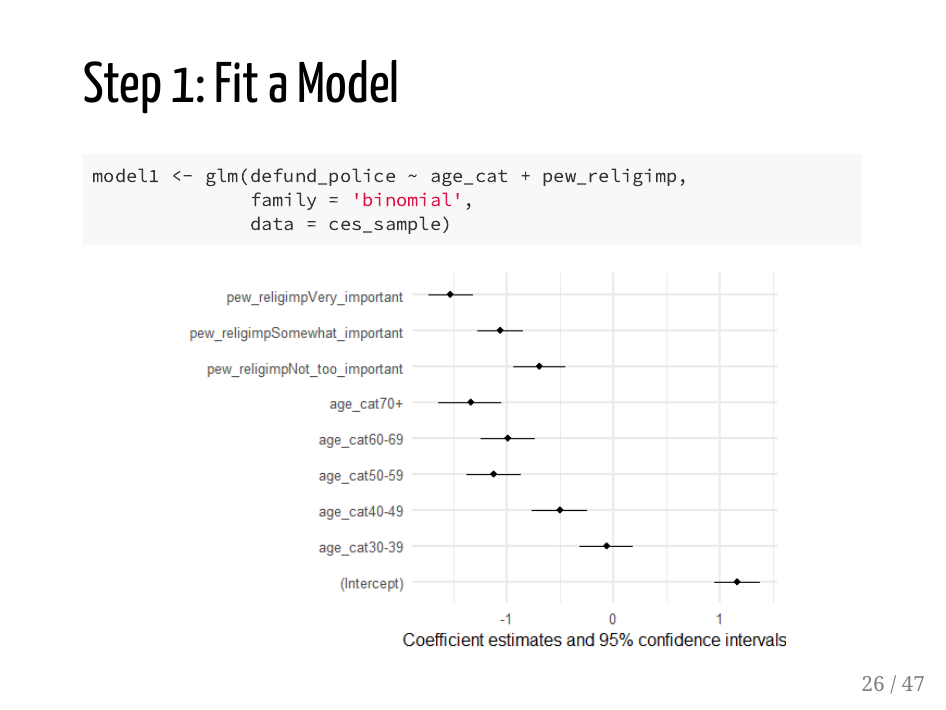 Step 1: Fit a Model
model1 <- glm(defund_police ~ age_cat + pew_religimp,
family = 'binomial',
data = ces_sample)
pew_religimpVery_important
pew_religimpSomewhat_important
pew_religimpNot_too_important
age_cat70+
age_cat60-69
age_cat50-59
age_cat40-49
age_cat30-39
(Intercept)
-1 0 1
Coefficient estimates and 95% confidence intervals
26 / 47